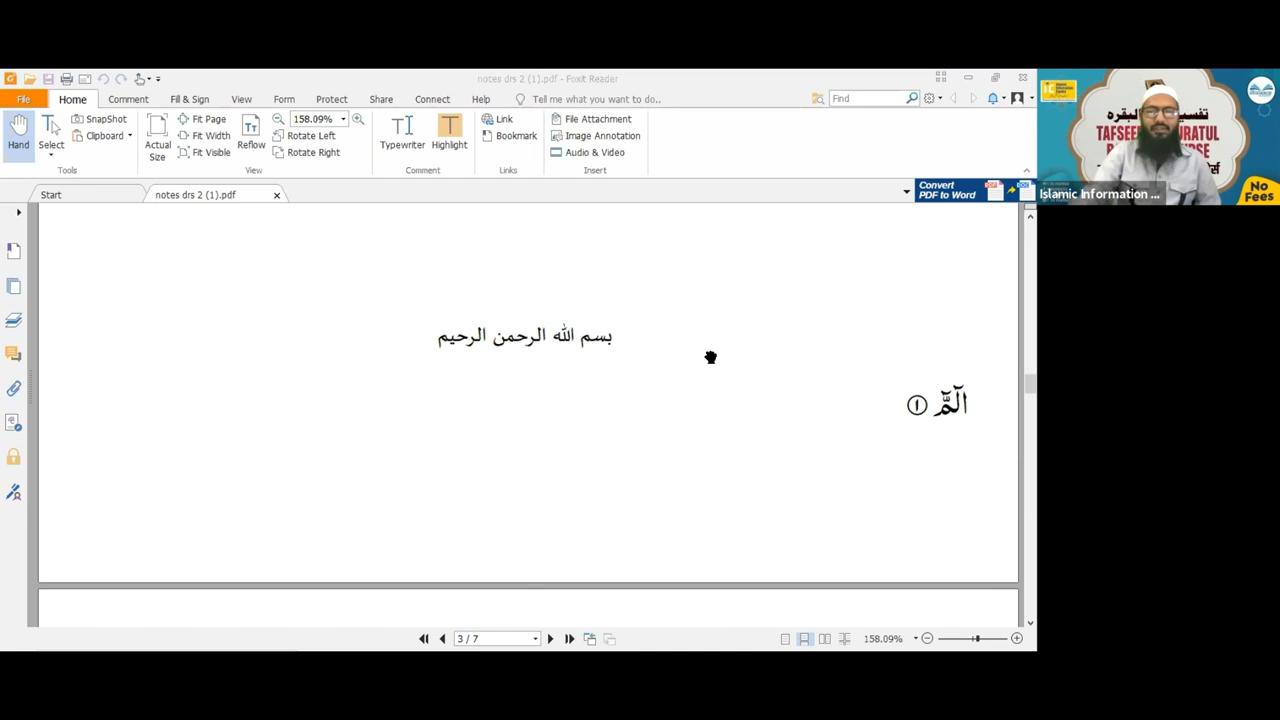 notes drs 2 (1).pdf - Foxit Reader
File Home Comment Fill & Sign View Form Protect Share Connect Help Tell me what you want to do.. Find
Hand
Select
SnapShot
Clipboard
Tools
Actual Size
Fit Page
Fit Width
Fit Visible
Reflow
158.09%
Rotate Left
Rotate Right
View
Typewriter
Highlight
Comment
Link
Bookmark
Links
File Attachment
Image Annotation
Audio & Video
Insert
Start
notes drs 2 (1).pdf
Convert
PDF to Word
بسم الله الرحمن الرحيم
الٓمّٓ ۝١
3 / 7
158.09%
TAFSEER
Islamic Information ...
No
Fees